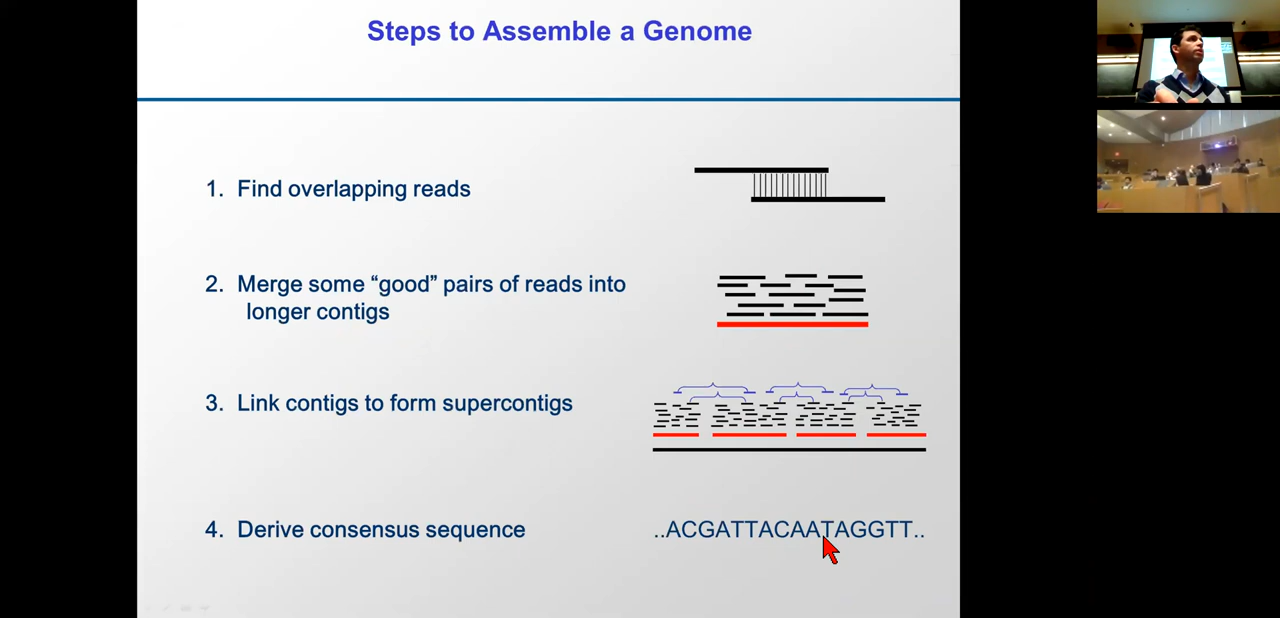 Steps to Assemble a Genome
1. Find overlapping reads
2. Merge some “good” pairs of reads into
longer contigs
3. Link contigs to form supercontigs
4. Derive consensus sequence
..ACGATTACAATAGGTT..